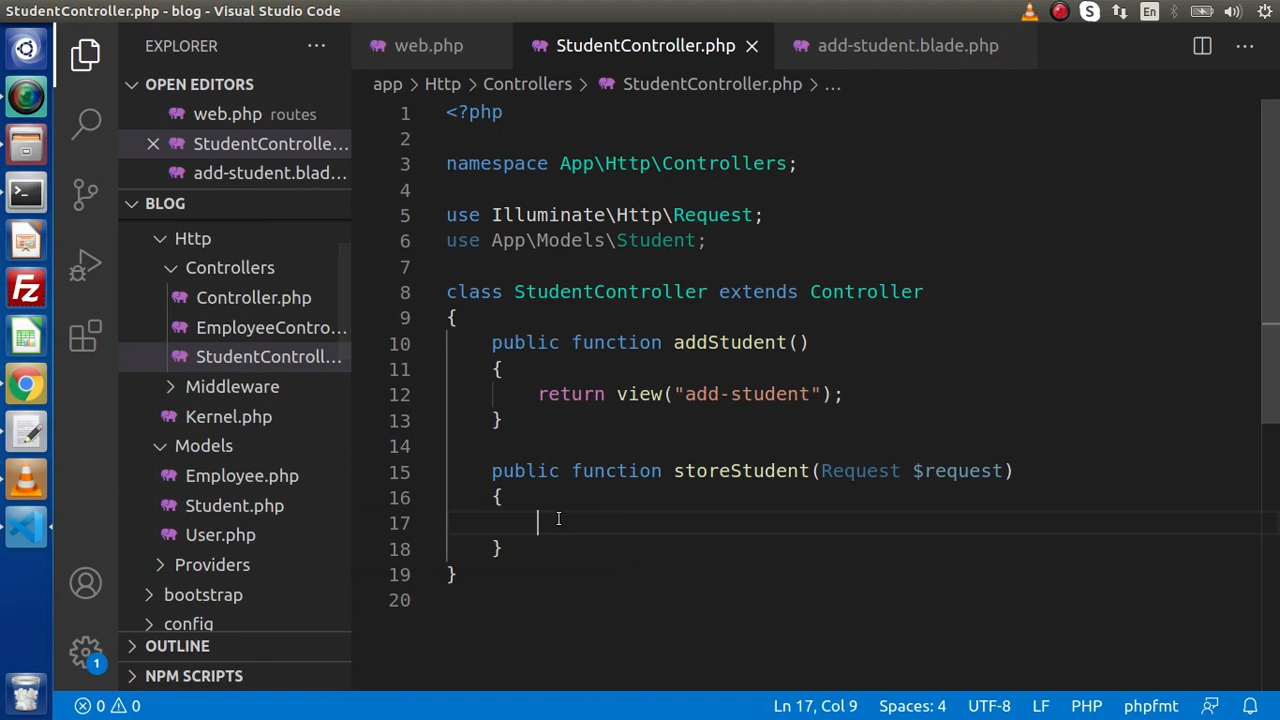 StudentController.php - blog - Visual Studio Code
En
EXPLORER
web.php
StudentController.php
add-student.blade.php
OPEN EDITORS
web.php routes
StudentControlle...
add-student.blad...
BLOG
Http
Controllers
Controller.php
EmployeeContro...
StudentControll...
Middleware
Kernel.php
Models
Employee.php
Student.php
User.php
Providers
bootstrap
config
OUTLINE
NPM SCRIPTS
app > Http > Controllers > StudentController.php > ...
1 <?php
2
3 namespace App\Http\Controllers;
4
5 use Illuminate\Http\Request;
6 use App\Models\Student;
7
8 class StudentController extends Controller
9 {
10 public function addStudent()
11 {
12 return view("add-student");
13 }
14
15 public function storeStudent(Request $request)
16 {
17
18 }
19 }
20
1
0 0
Ln 17, Col 9
Spaces: 4
UTF-8
LF
PHP
phpfmt